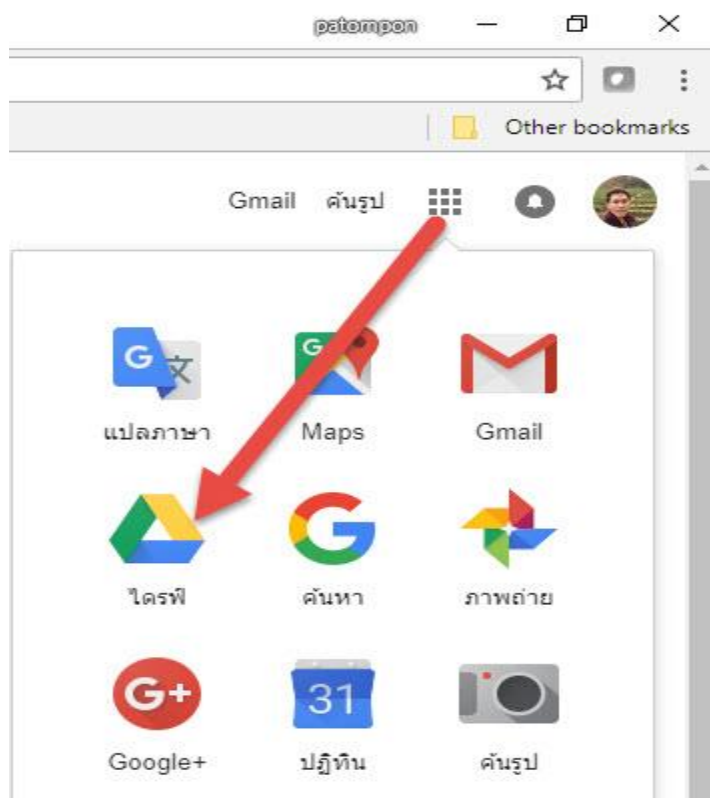 patompon
Other bookmarks
Gmail ค้นรูป
G 文
G
แปลภาษา Maps Gmail
ไดรฟ์ ค้นหา ภาพถ่าย
G+ 31
Google+ ปฏิทิน ค้นรูป